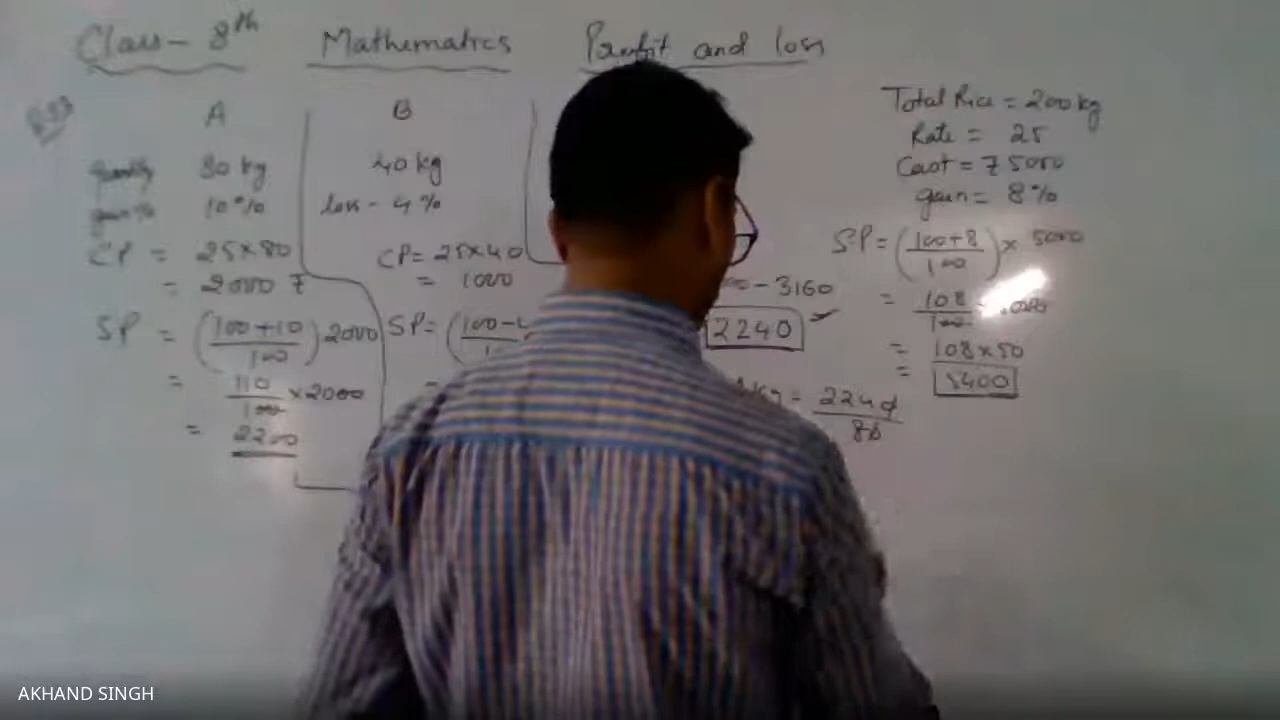 Class - 8th Mathematics Profit and loss
A
Quantity 80 kg
gain% 10%
CP = 25×80
= 2000 ₹
SP = (100+10/100) 2000
= 110/100 ×2000
= 2200
B
40 kg
loss - 4%
CP = 25×40
= 1000
SP = (100-
- 3160
2240
= 2240/80
Total Rice = 200 kg
Rate = 25
Cost = ₹ 5000
gain = 8%
SP = (100+8/100) × 5000
= 108/100
= 108×50
= 5400
AKHAND SINGH